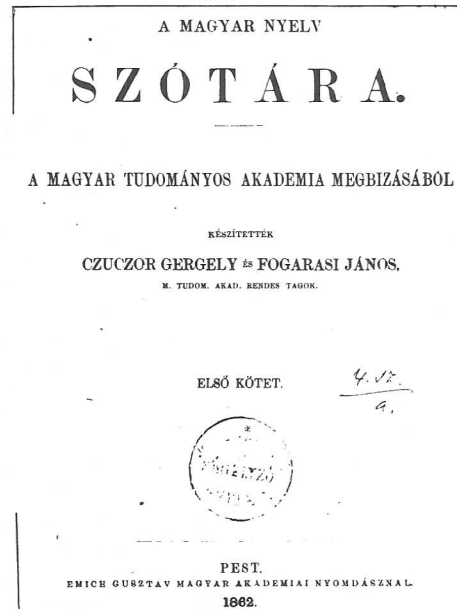 A MAGYAR NYELV
SZÓTÁRA.
A MAGYAR TUDOMÁNYOS AKADEMIA MEGBIZÁSÁBÓL
KÉSZÍTETTÉK
CZUCZOR GERGELY ÉS FOGARASI JÁNOS,
M. TUDOM. AKAD. RENDES TAGOK.
ELSŐ KÖTET.
PEST.
EMICH GUSZTAV MAGYAR AKADEMIAI NYOMDÁSZNAL.
1862.